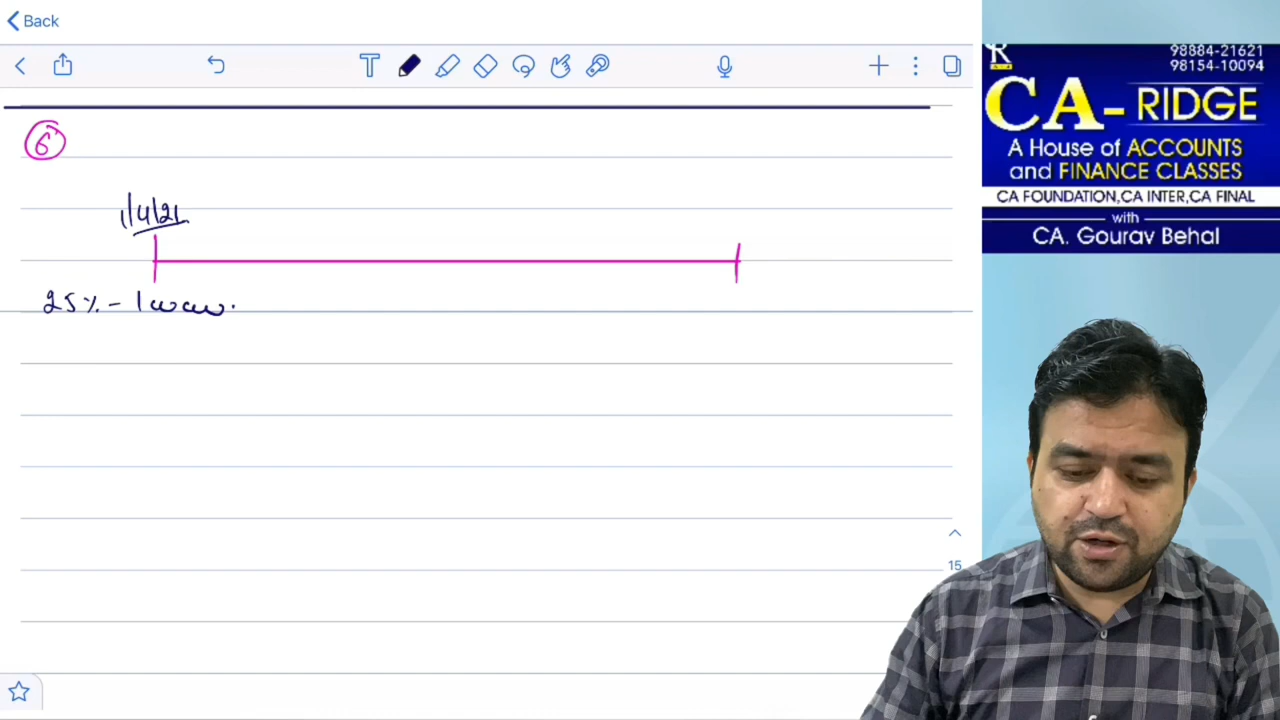 Back
98884-21621
98154-10094
CA- RIDGE
A House of ACCOUNTS
and FINANCE CLASSES
CA FOUNDATION,CA INTER,CA FINAL
with
CA. Gourav Behal
T
6
1/4/21
25% -
15